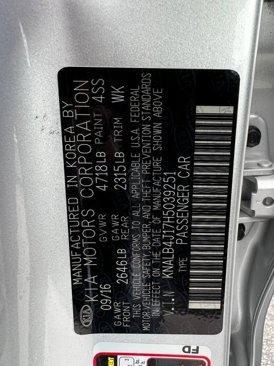 MANUFACTURED IN KOREA BY
KIA MOTORS CORPORATION
09/16 GVWR 4718LB PAINT 4SS
GAWR FRONT 2646LB GAWR REAR 2315LB TRIM WK
THIS VEHICLE CONFORMS TO ALL APPLICABLE U.S.A. FEDERAL
MOTOR VEHICLE SAFETY, BUMPER, AND THEFT PREVENTION STANDARDS
IN EFFECT ON THE DATE OF MANUFACTURE SHOWN ABOVE
PASSENGER CAR
FD